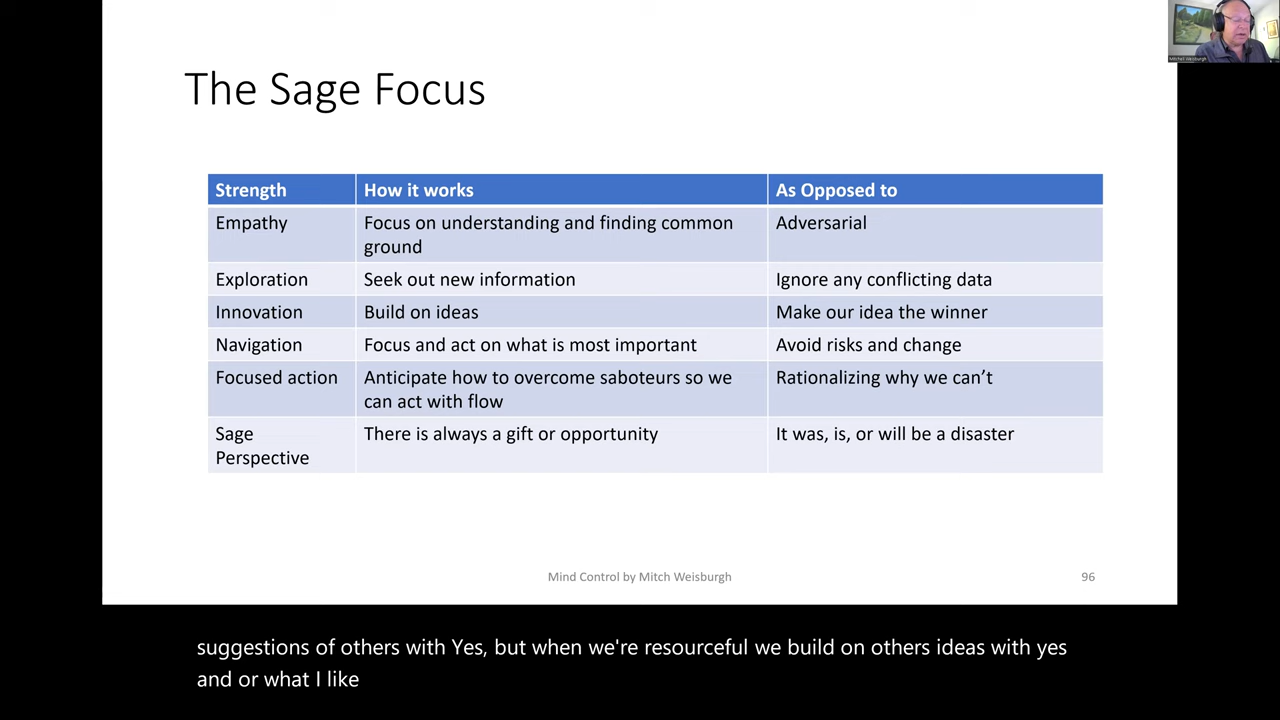 The Sage Focus
Strength How it works As Opposed to
Empathy Focus on understanding and finding common ground Adversarial
Exploration Seek out new information Ignore any conflicting data
Innovation Build on ideas Make our idea the winner
Navigation Focus and act on what is most important Avoid risks and change
Focused action Anticipate how to overcome saboteurs so we can act with flow Rationalizing why we can’t
Sage Perspective There is always a gift or opportunity It was, is, or will be a disaster
Mind Control by Mitch Weisburgh 96
suggestions of others with Yes, but when we're resourceful we build on others ideas with yes
and or what I like
Mitchell Weisburgh